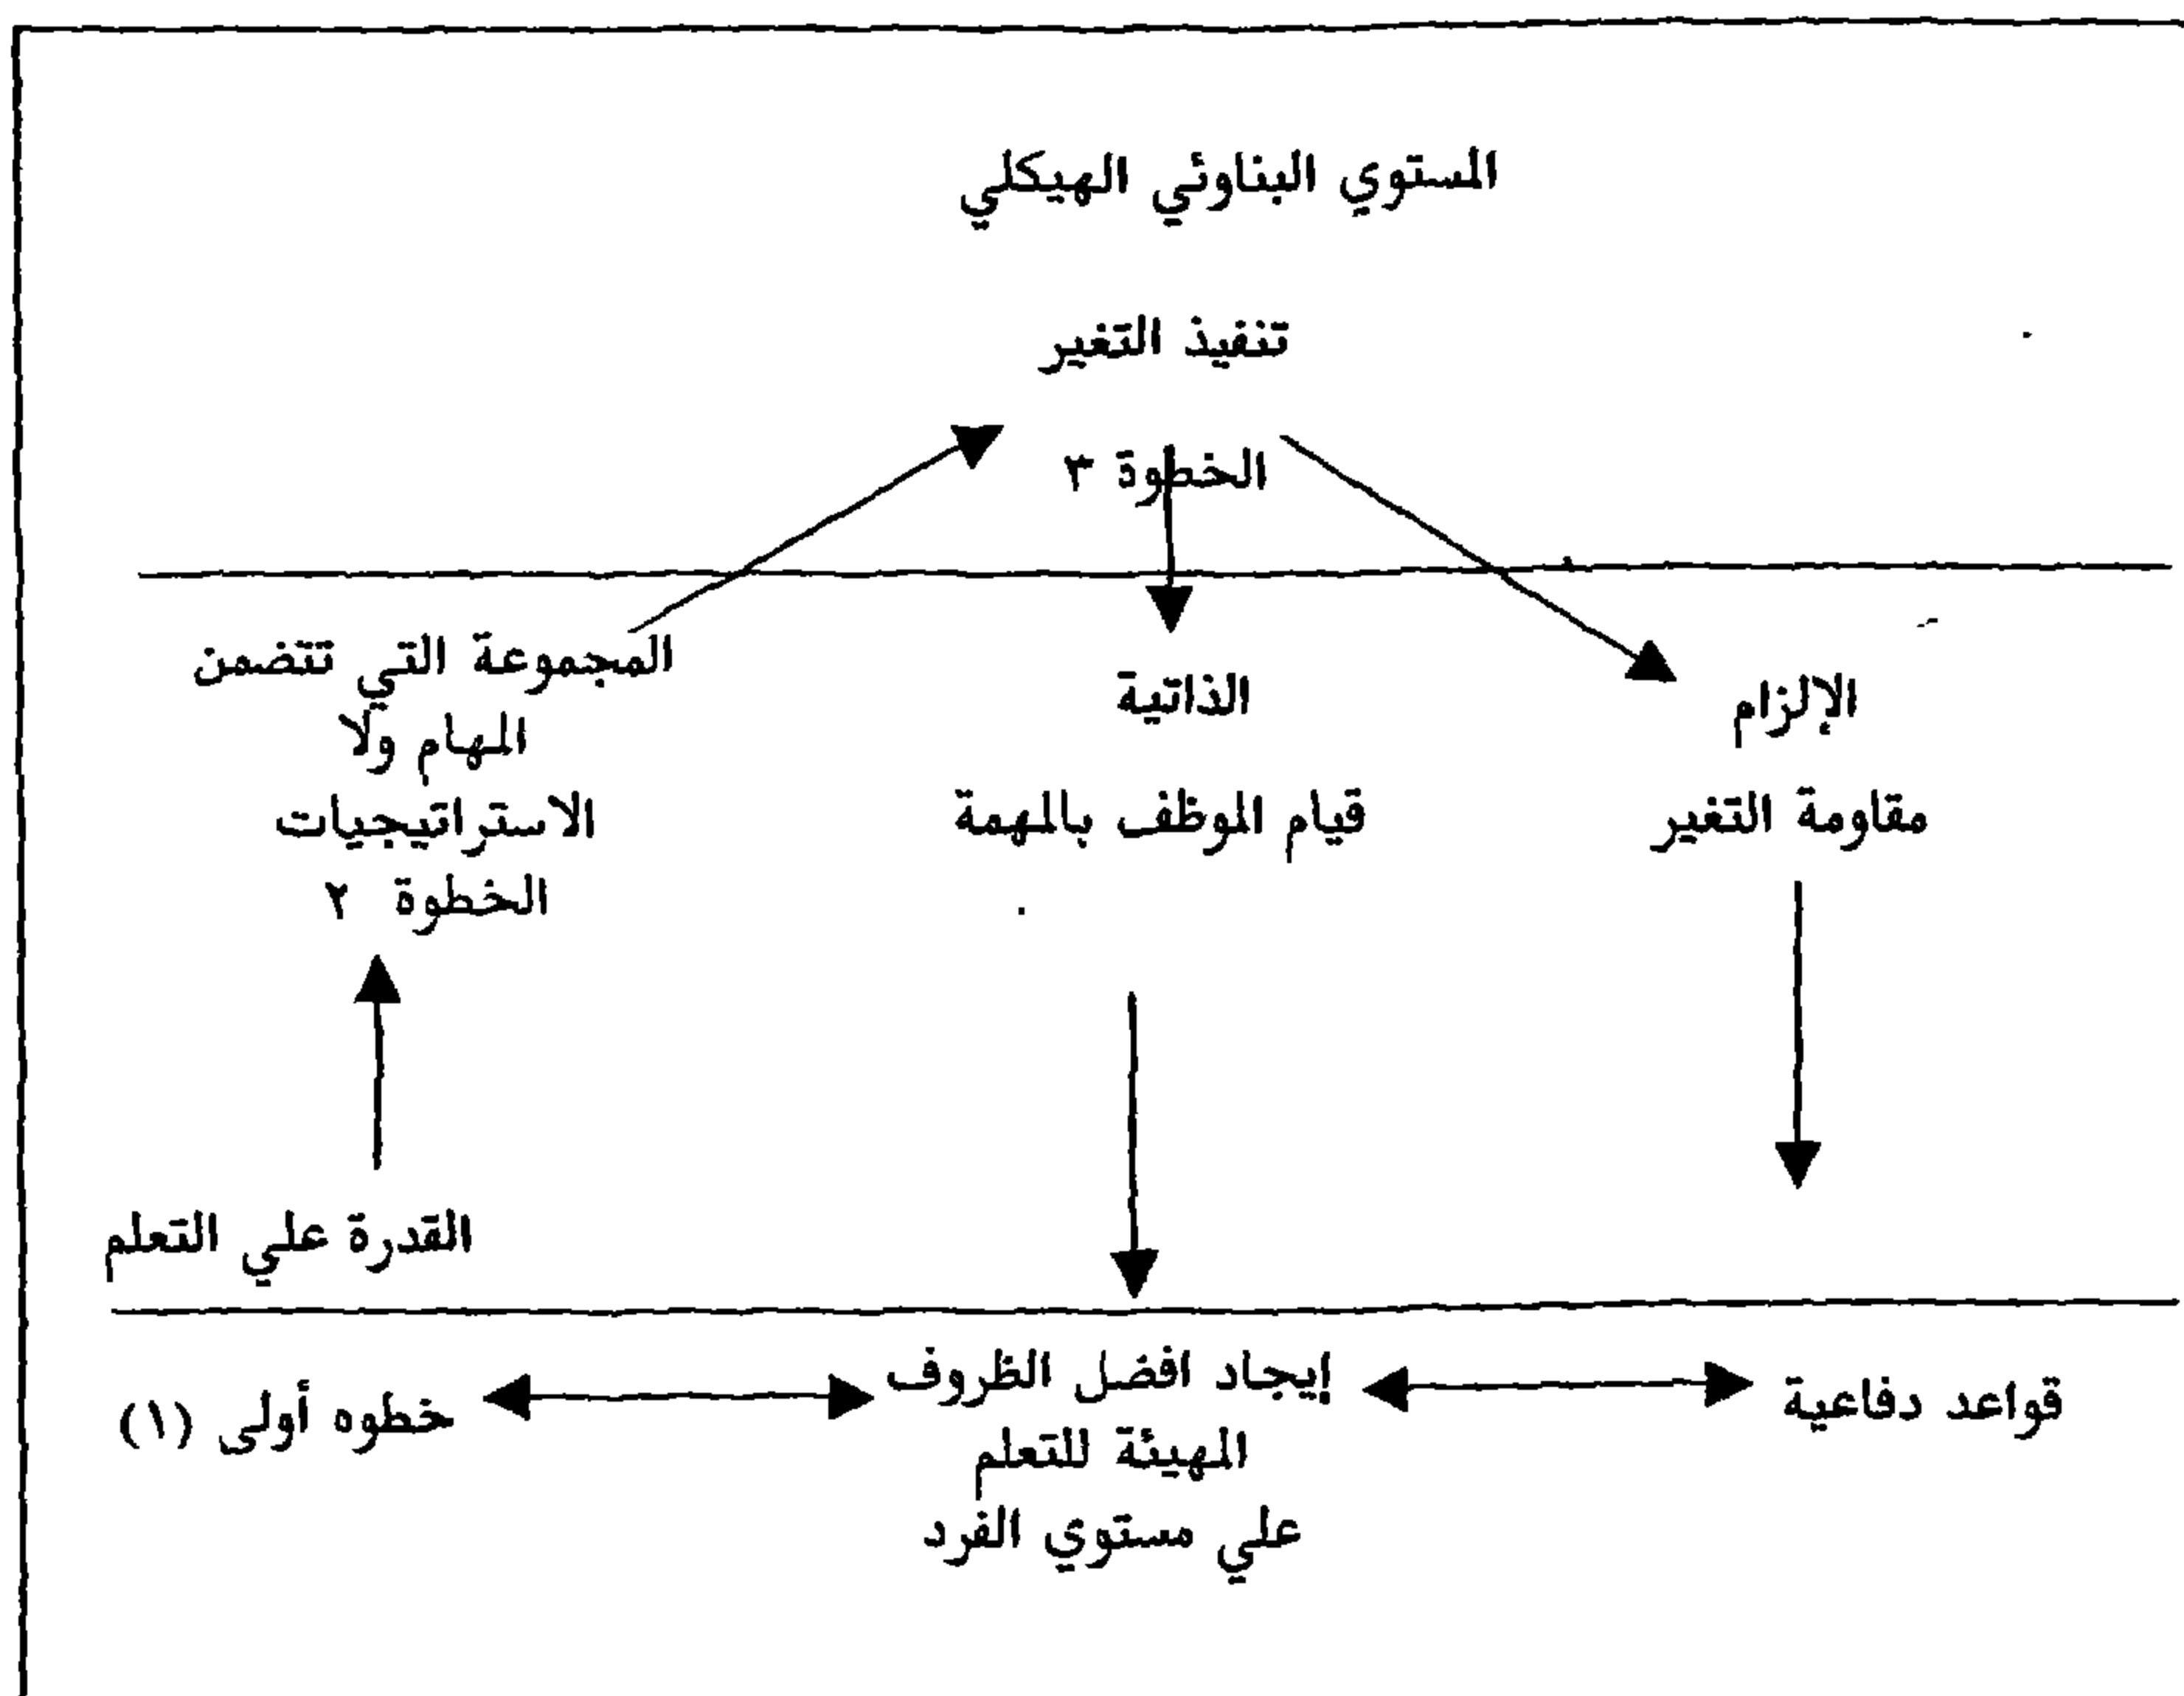 المستوي البناوئي الهيكلي
تنفيذ التغير
الخطوة ٣
الإلزام
مقاومة التغير
الذاتية
قيام الموظف بالمهمة
المجموعة التي تتضمن
المهام ولا
الاستراتيجيات
الخطوة ٢
القدرة علي التعلم
قواعد دفاعية
إيجاد افضل الظروف
المهيئة للتعلم
علي مستوي الفرد
خطوه أولى (١)